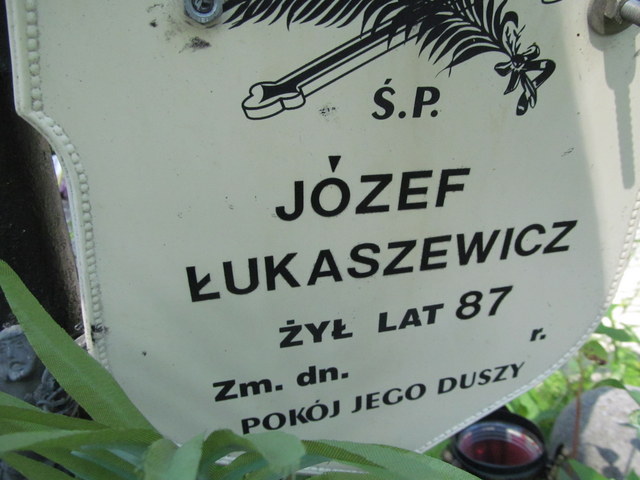 Ś.P.
JÓZEF
ŁUKASZEWICZ
ŻYŁ LAT 87
Zm. dn. r.
POKÓJ JEGO DUSZY